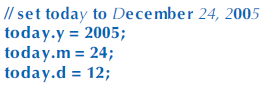 // set today to December 24, 2005
today.y = 2005;
today.m = 24;
today.d = 12;